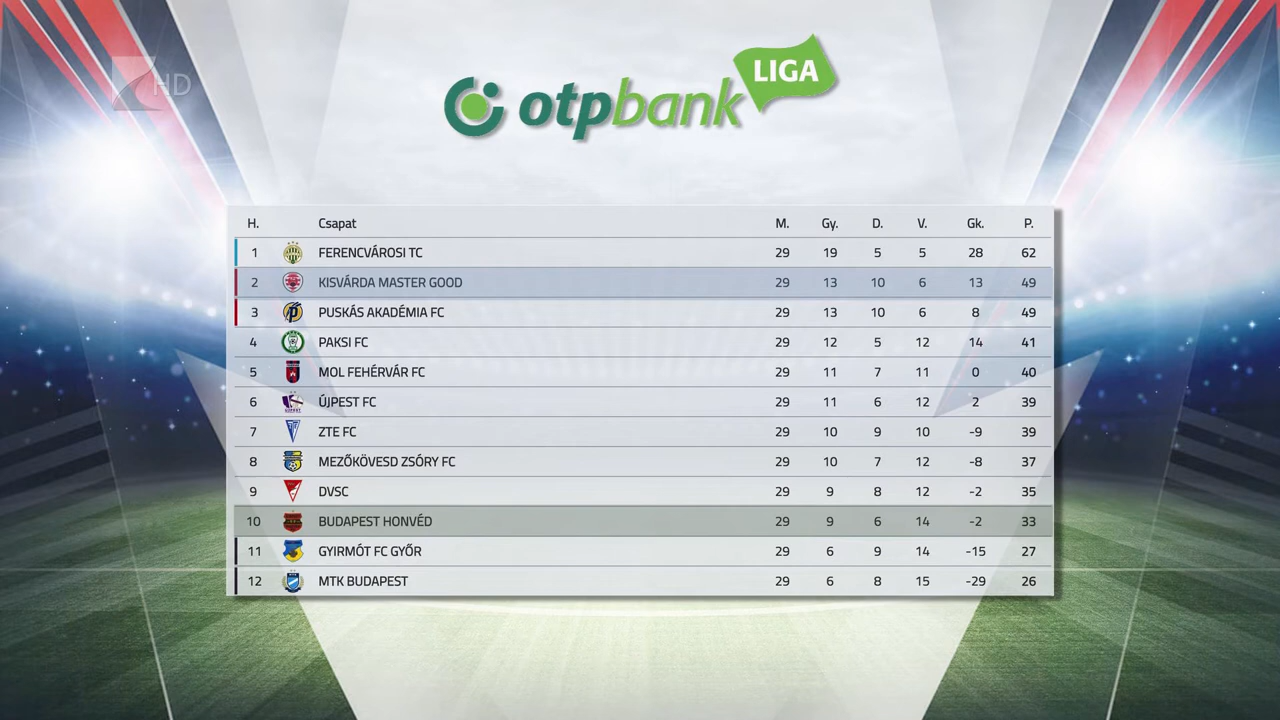 HD
otpbank LIGA
H. Csapat M. Gy. D. V. Gk. P.
1 FERENCVÁROSI TC 29 19 5 5 28 62
2 KISVÁRDA MASTER GOOD 29 13 10 6 13 49
3 PUSKÁS AKADÉMIA FC 29 13 10 6 8 49
4 PAKSI FC 29 12 5 12 14 41
5 MOL FEHÉRVÁR FC 29 11 7 11 0 40
6 ÚJPEST FC 29 11 6 12 2 39
7 ZTE FC 29 10 9 10 -9 39
8 MEZŐKÖVESD ZSÓRY FC 29 10 7 12 -8 37
9 DVSC 29 9 8 12 -2 35
10 BUDAPEST HONVÉD 29 9 6 14 -2 33
11 GYIRMÓT FC GYŐR 29 6 9 14 -15 27
12 MTK BUDAPEST 29 6 8 15 -29 26